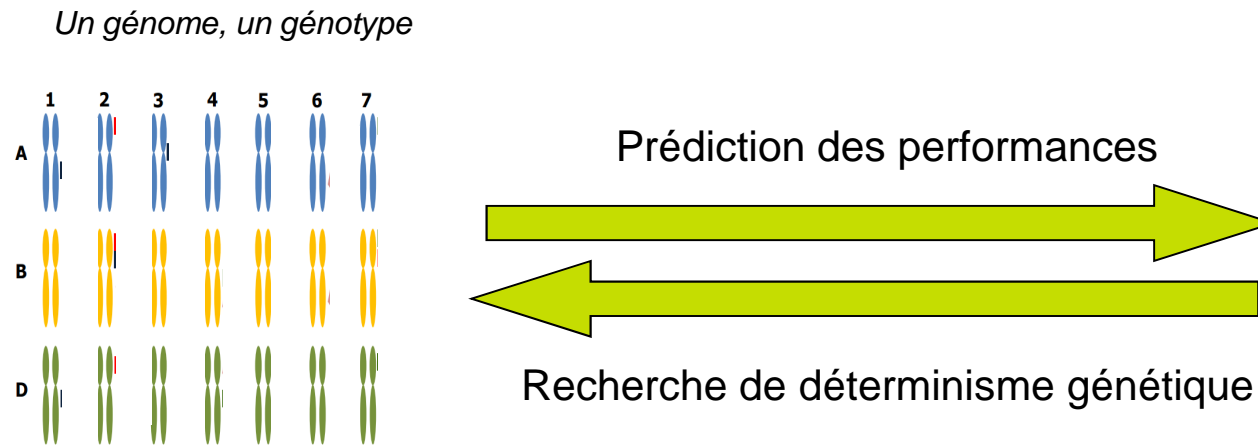 Un génome, un génotype
1 2 3 4 5 6 7
A
Prédiction des performances
B
D
Recherche de déterminisme génétique